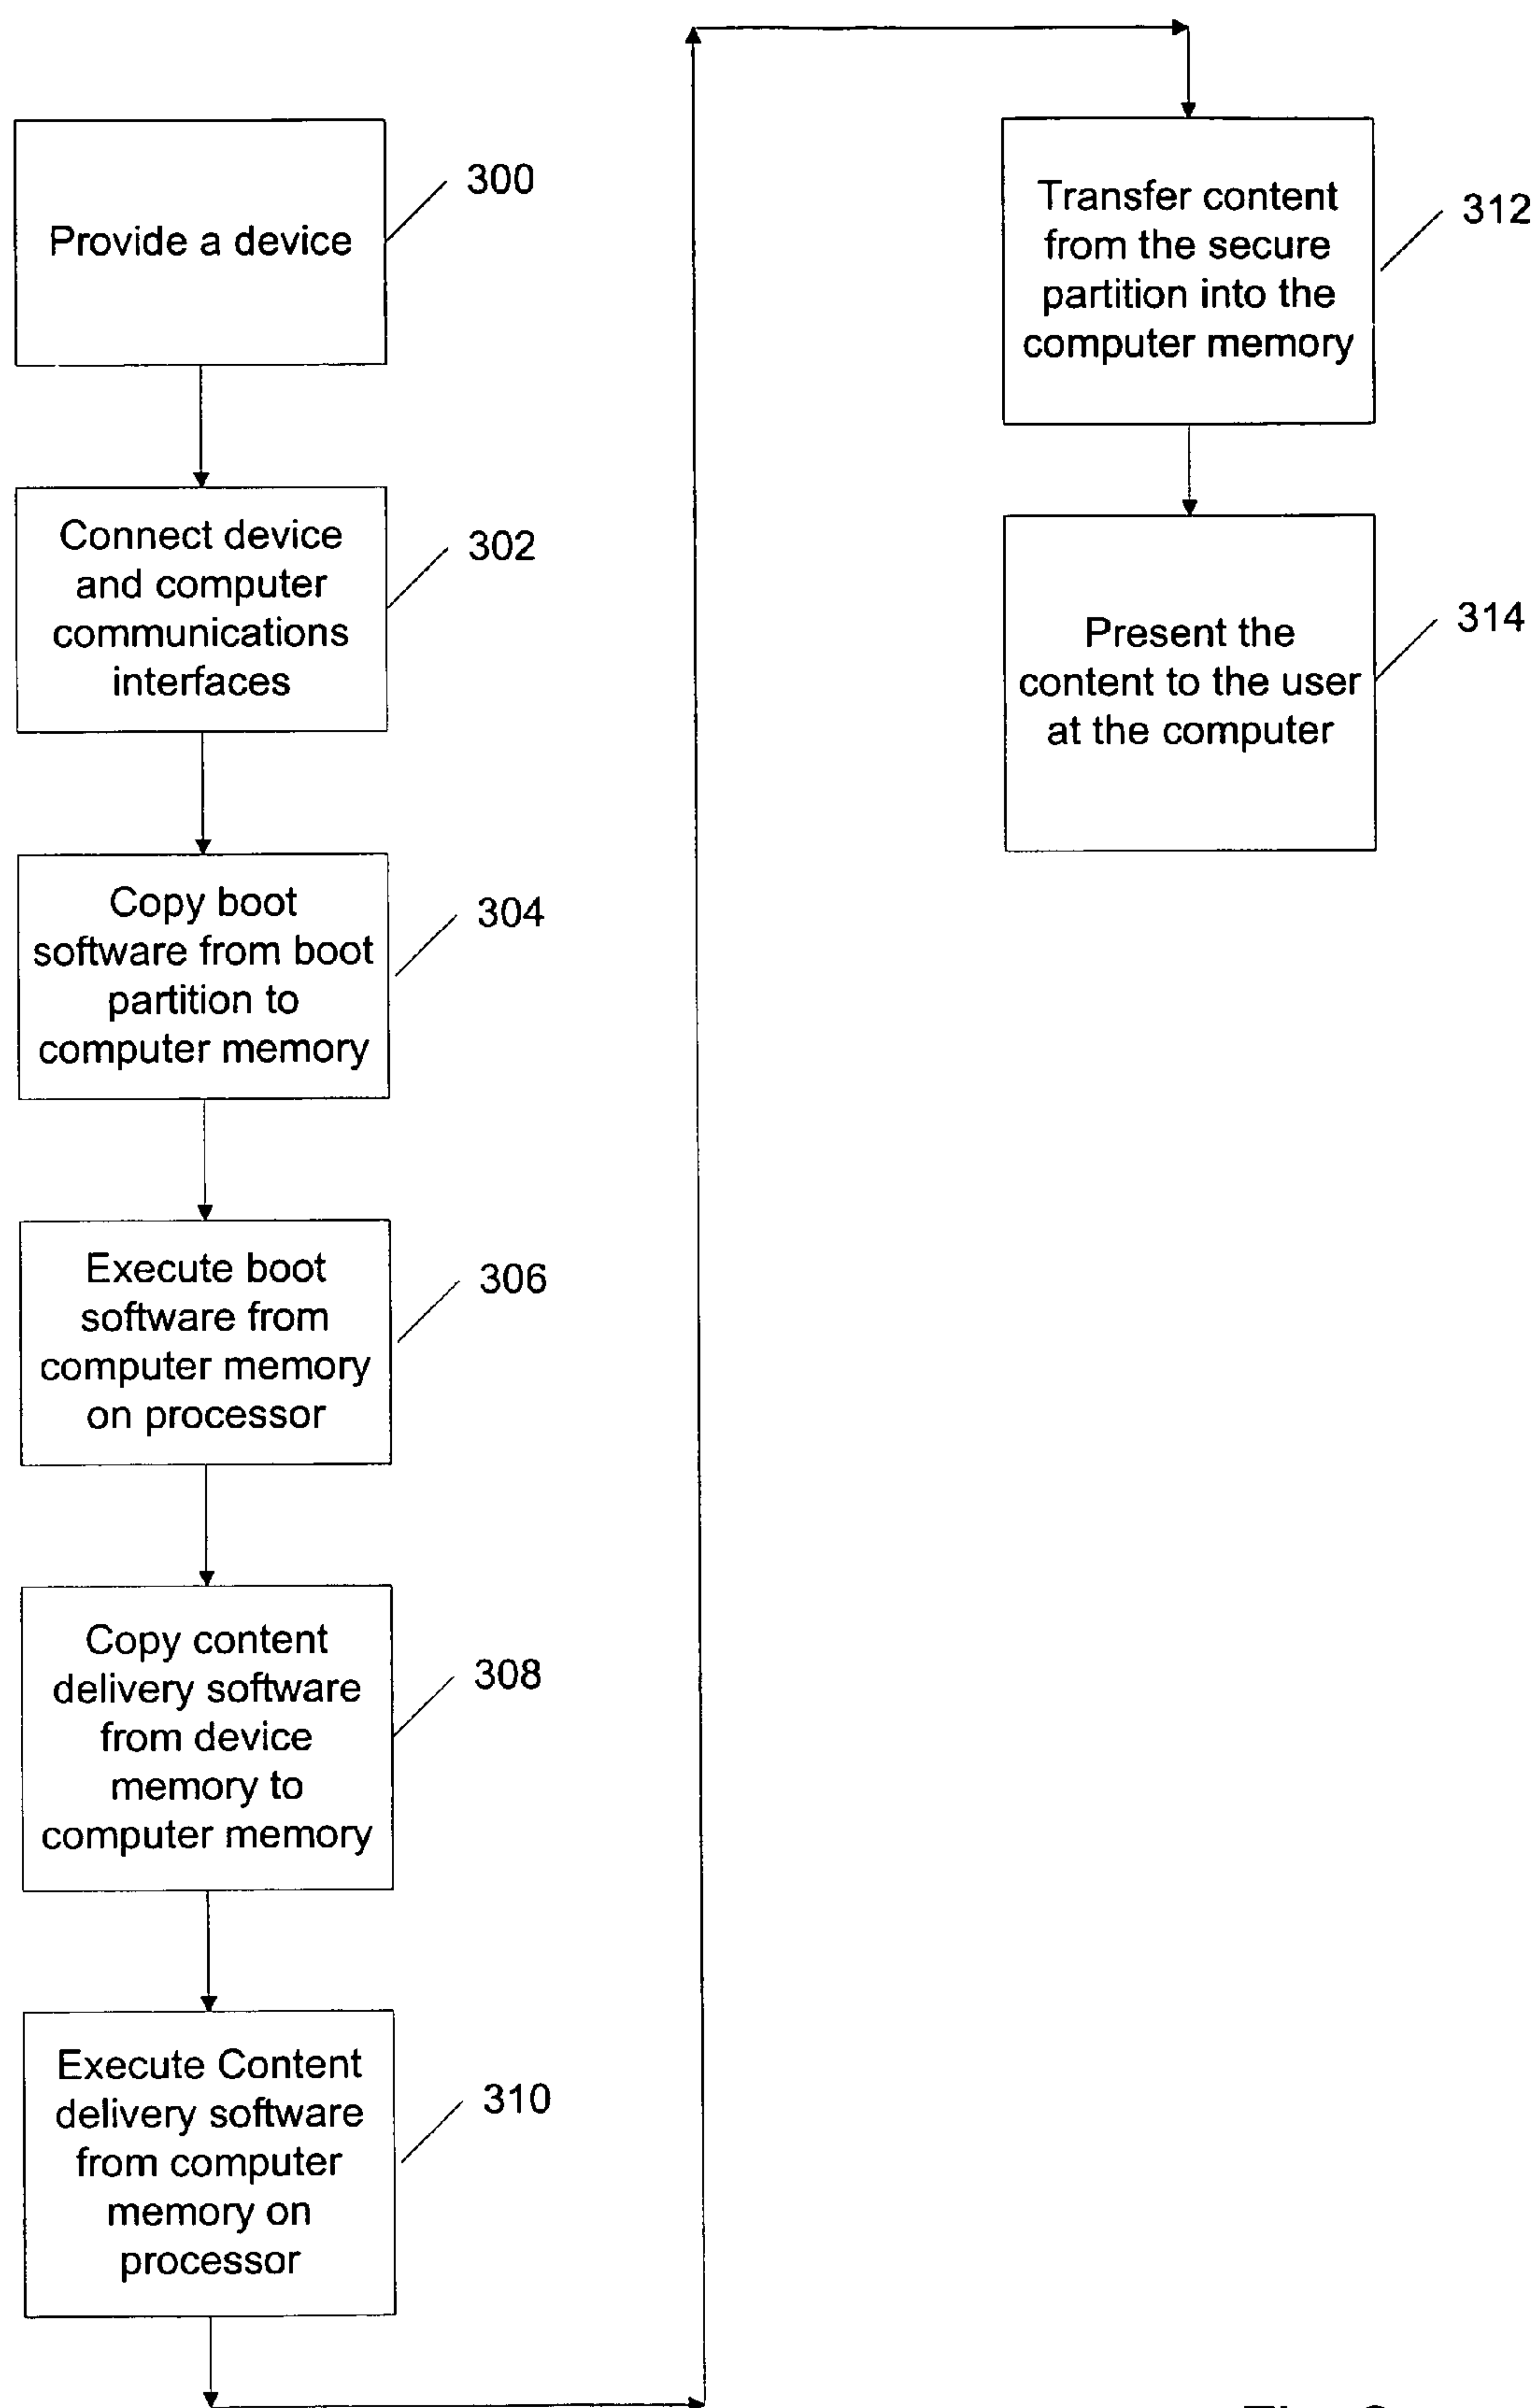 Provide a device
300
Connect device
and computer
communications
interfaces
302
Copy boot
software from boot
partition to
computer memory
304
Execute boot
software from
computer memory
on processor
306
Copy content
delivery software
from device
memory to
computer memory
308
Execute Content
delivery software
from computer
memory on
processor
310
Transfer content
from the secure
partition into the
computer memory
312
Present the
content to the user
at the computer
314